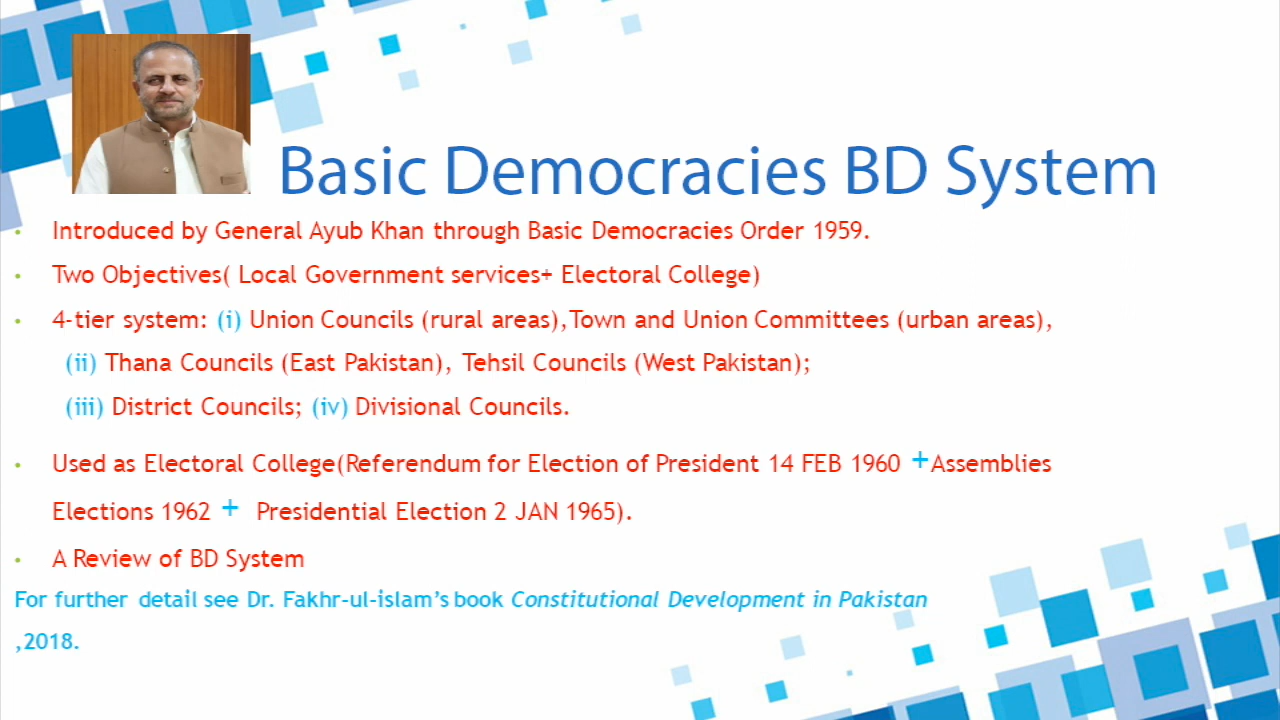 Basic Democracies BD System
• Introduced by General Ayub Khan through Basic Democracies Order 1959.
• Two Objectives( Local Government services+ Electoral College)
• 4-tier system: (i) Union Councils (rural areas),Town and Union Committees (urban areas),
(ii) Thana Councils (East Pakistan), Tehsil Councils (West Pakistan);
(iii) District Councils; (iv) Divisional Councils.
• Used as Electoral College(Referendum for Election of President 14 FEB 1960 +Assemblies
Elections 1962 + Presidential Election 2 JAN 1965).
• A Review of BD System
For further detail see Dr. Fakhr-ul-islam's book Constitutional Development in Pakistan
,2018.